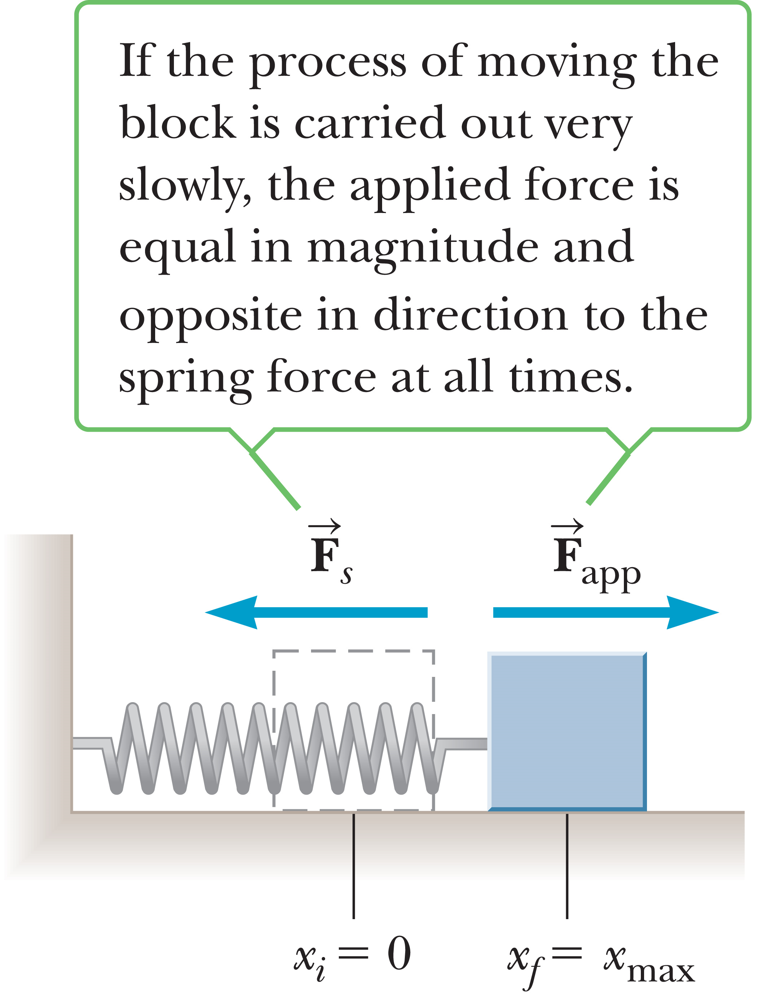 If the process of moving the
block is carried out very
slowly, the applied force is
equal in magnitude and
opposite in direction to the
spring force at all times.
F⃗s F⃗app
xi = 0 xf = xmax